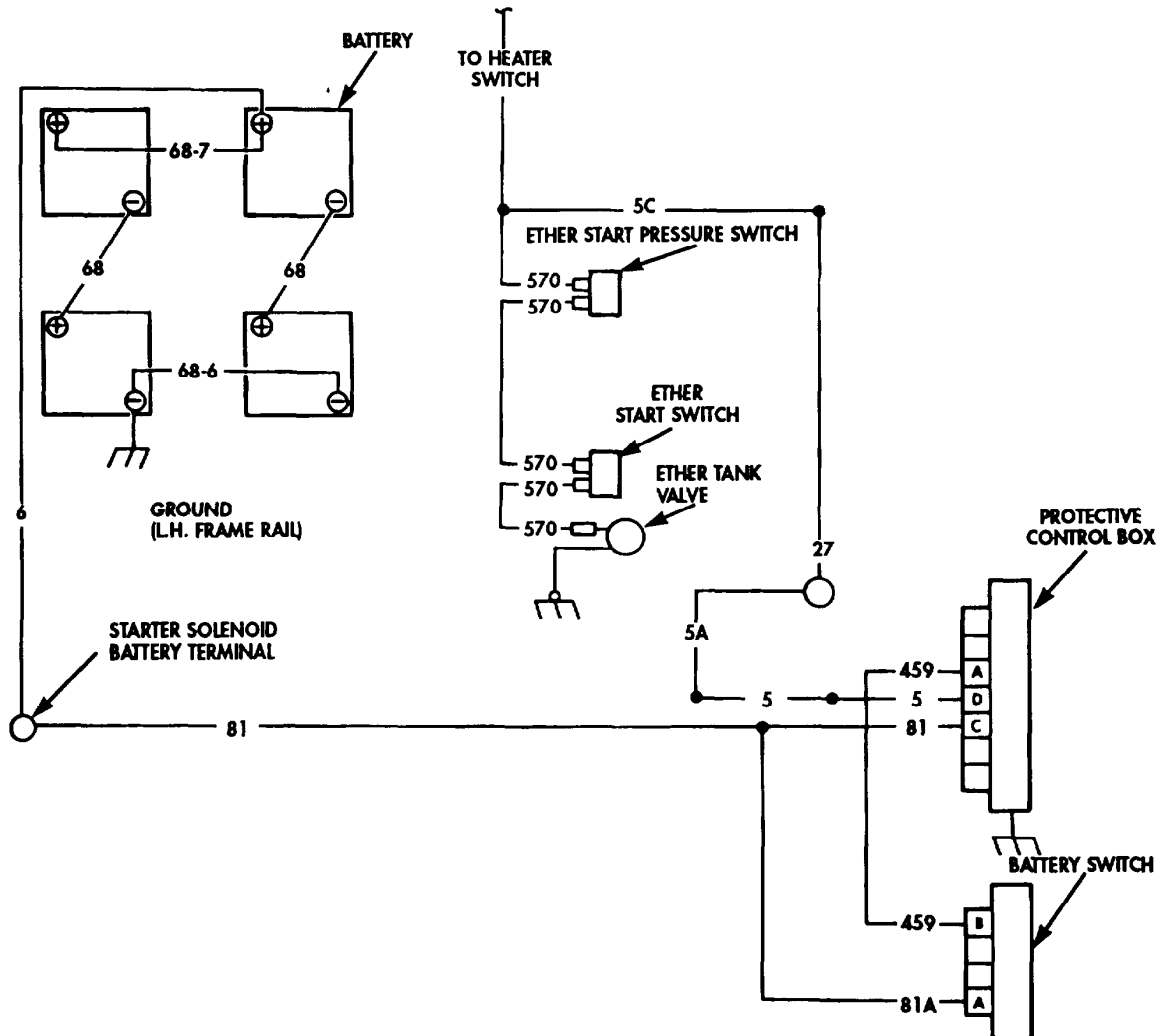 BATTERY
TO HEATER
SWITCH
+
+
68-7
-
-
5C
ETHER START PRESSURE SWITCH
68
68
570
570
+
+
68-6
-
-
ETHER
START SWITCH
570
570
ETHER TANK
VALVE
6
GROUND
(L.H. FRAME RAIL)
570
27
PROTECTIVE
CONTROL BOX
STARTER SOLENOID
BATTERY TERMINAL
5A
459
A
5
5
D
81
81
C
BATTERY SWITCH
459
B
81A
A